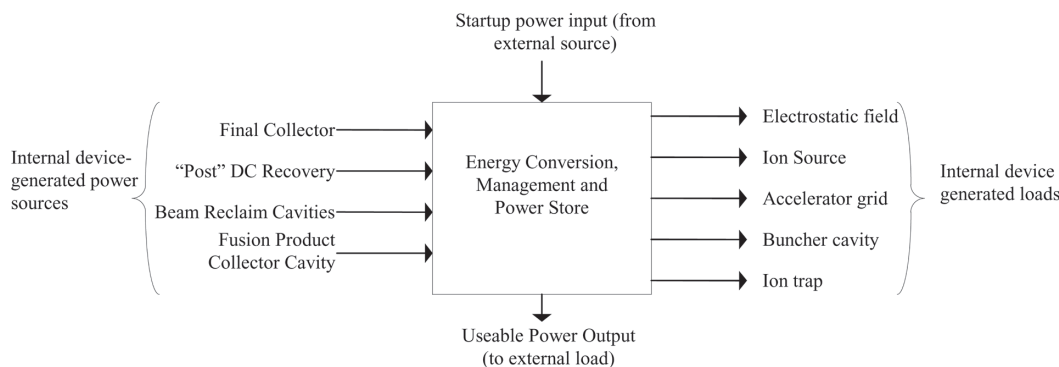 Startup power input (from
external source)
Internal device-
generated power
sources
Final Collector
“Post” DC Recovery
Beam Reclaim Cavities
Fusion Product
Collector Cavity
Energy Conversion,
Management and
Power Store
Electrostatic field
Ion Source
Accelerator grid
Buncher cavity
Ion trap
Internal device
generated loads
Useable Power Output
(to external load)